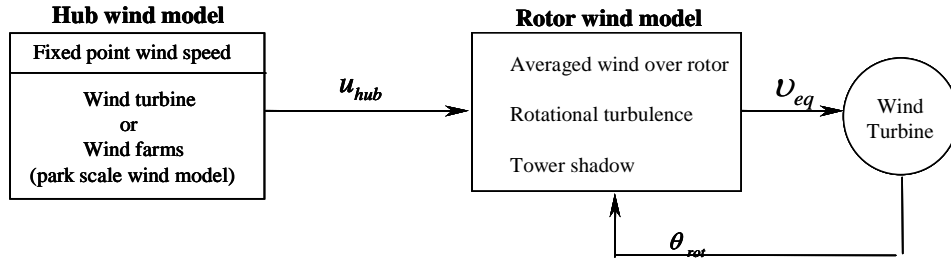 Hub wind model
Fixed point wind speed
Wind turbine
or
Wind farms
(park scale wind model)
u_hub
Rotor wind model
Averaged wind over rotor
Rotational turbulence
Tower shadow
υ_eq
Wind
Turbine
θ_rot